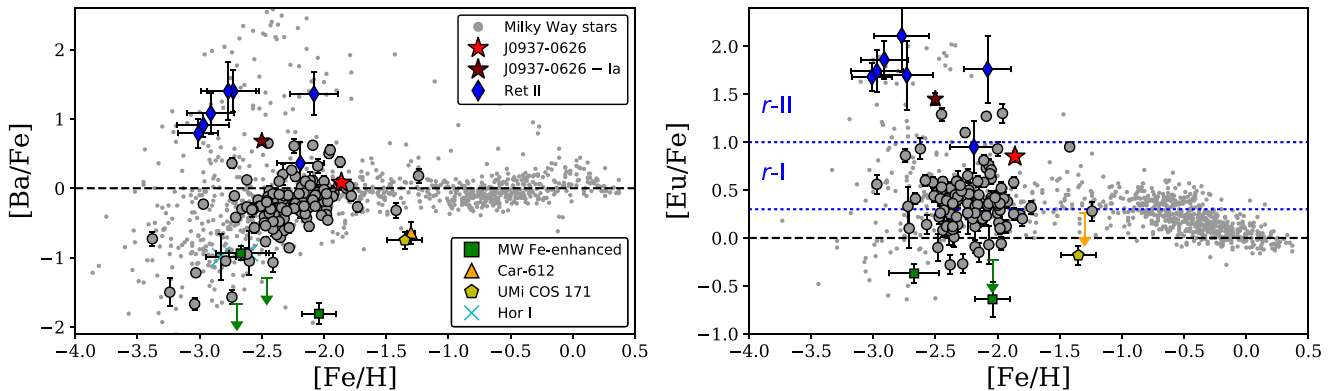 [Ba/Fe]
2
1
0
−1
−2
Milky Way stars
J0937-0626
J0937-0626 − Ia
Ret II
MW Fe-enhanced
Car-612
UMi COS 171
Hor I
−4.0 −3.5 −3.0 −2.5 −2.0 −1.5 −1.0 −0.5 0.0 0.5
[Fe/H]
[Eu/Fe]
2.0
1.5
1.0
0.5
0.0
−0.5
−1.0
r-II
r-I
−4.0 −3.5 −3.0 −2.5 −2.0 −1.5 −1.0 −0.5 0.0 0.5
[Fe/H]